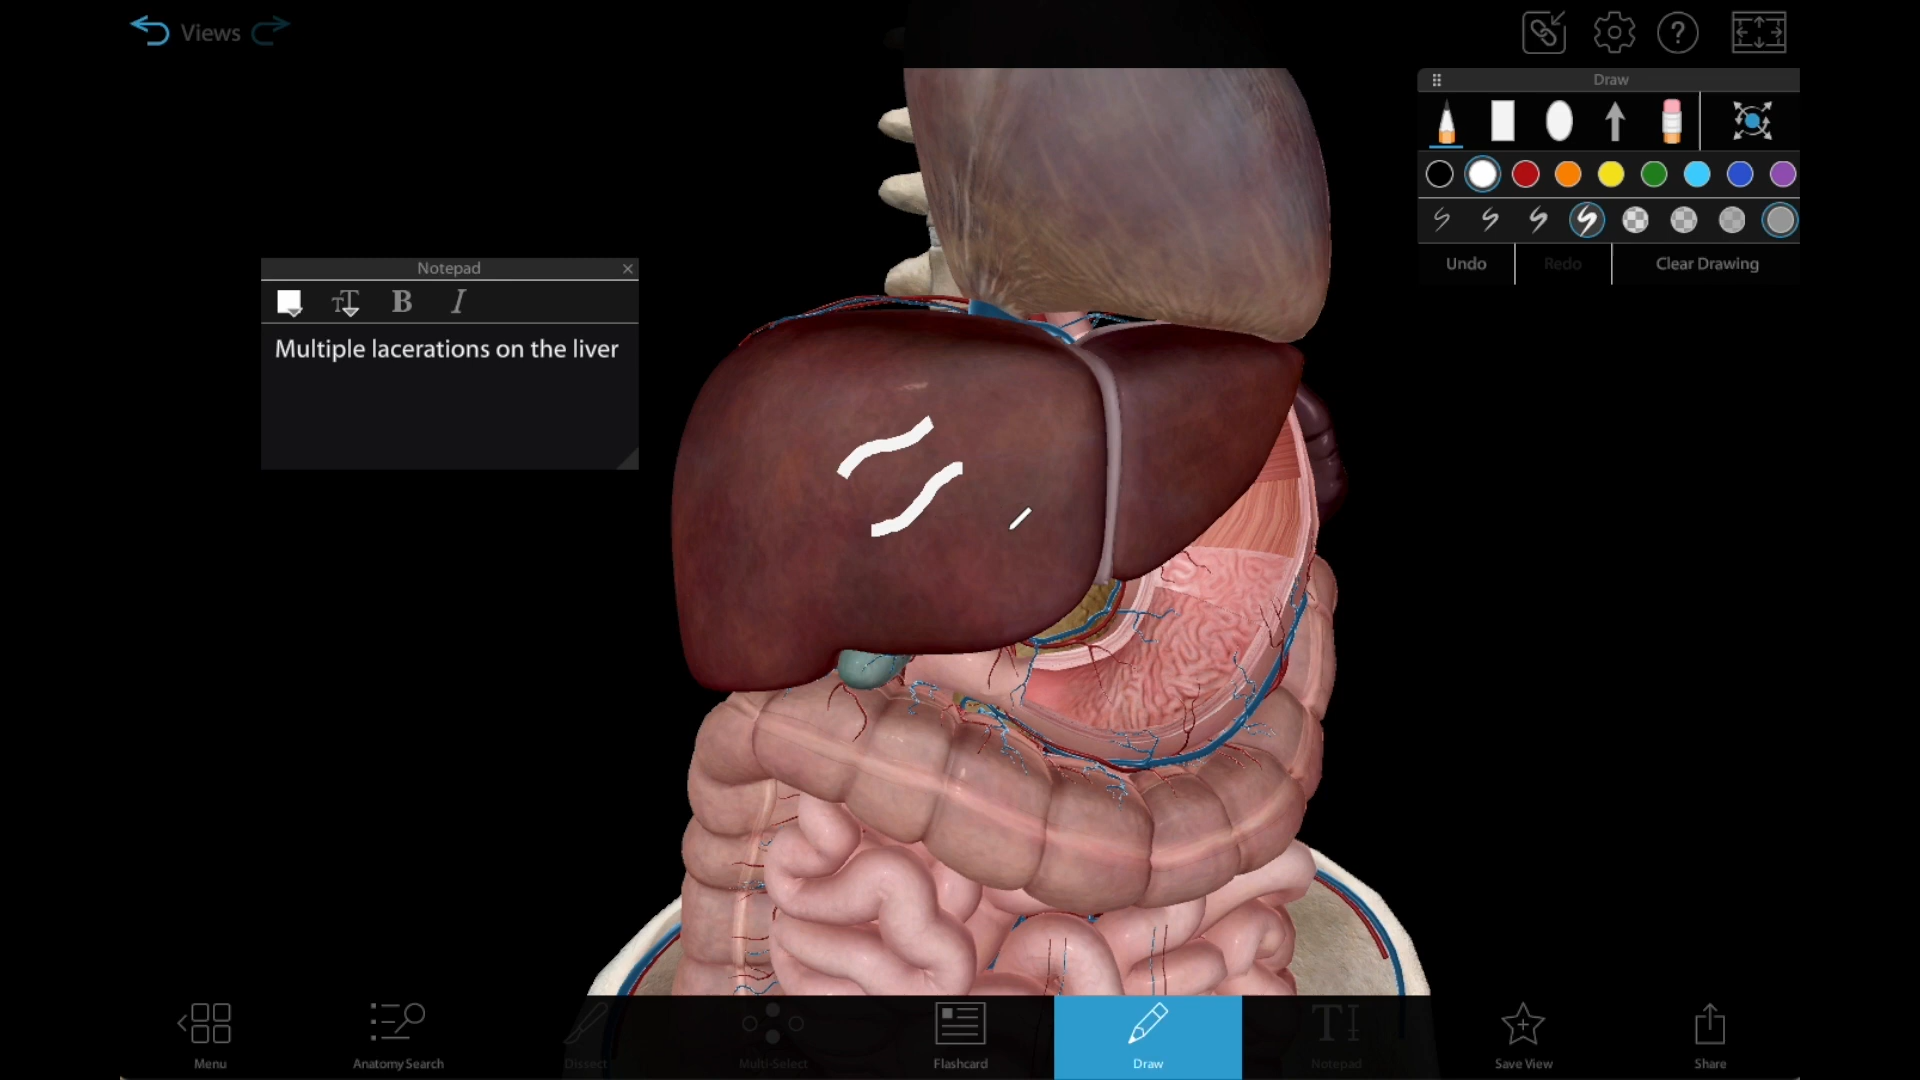 Views
Draw
Undo
Redo
Clear Drawing
Notepad
B
I
Multiple lacerations on the liver
Menu
Anatomy Search
Dissect
Multi-Select
Flashcard
Draw
Notepad
Save View
Share